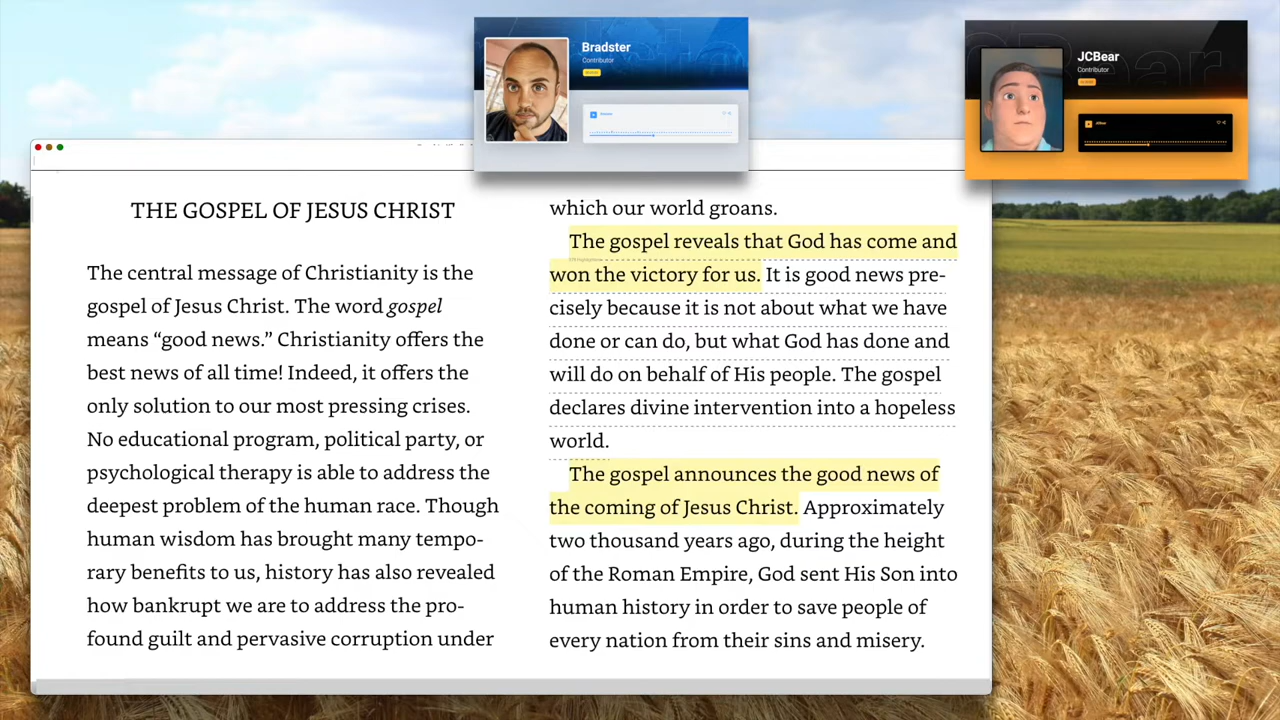 Bradster
Contributor
JCBear
Contributor
THE GOSPEL OF JESUS CHRIST
The central message of Christianity is the
gospel of Jesus Christ. The word gospel
means “good news.” Christianity offers the
best news of all time! Indeed, it offers the
only solution to our most pressing crises.
No educational program, political party, or
psychological therapy is able to address the
deepest problem of the human race. Though
human wisdom has brought many tempo-
rary benefits to us, history has also revealed
how bankrupt we are to address the pro-
found guilt and pervasive corruption under
which our world groans.
The gospel reveals that God has come and
won the victory for us. It is good news pre-
cisely because it is not about what we have
done or can do, but what God has done and
will do on behalf of His people. The gospel
declares divine intervention into a hopeless
world.
The gospel announces the good news of
the coming of Jesus Christ. Approximately
two thousand years ago, during the height
of the Roman Empire, God sent His Son into
human history in order to save people of
every nation from their sins and misery.